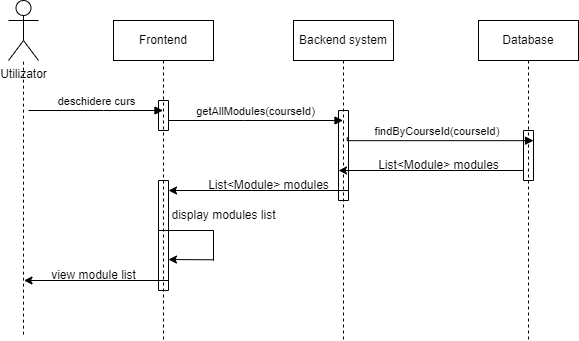 Frontend
Backend system
Database
Utilizator
deschidere curs
getAllModules(courseId)
findByCourseId(courseId)
List<Module> modules
List<Module> modules
display modules list
view module list